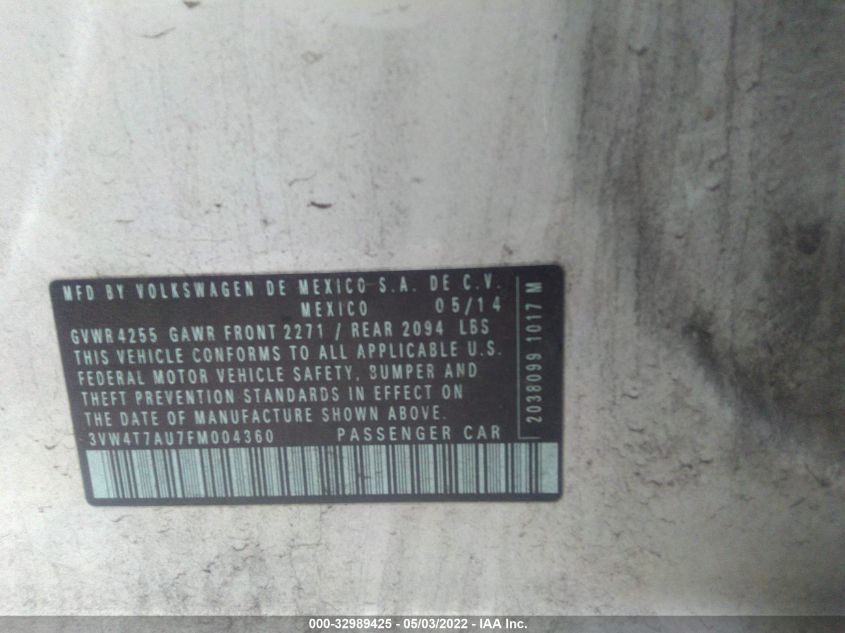 MFD BY VOLKSWAGEN DE MEXICO S.A. DE C.V.
MEXICO 05/14
GVWR 4255 GAWR FRONT 2271 / REAR 2094 LBS
THIS VEHICLE CONFORMS TO ALL APPLICABLE U.S.
FEDERAL MOTOR VEHICLE SAFETY, BUMPER AND
THEFT PREVENTION STANDARDS IN EFFECT ON
THE DATE OF MANUFACTURE SHOWN ABOVE.
3VW4T7AU7FM004360 PASSENGER CAR
2038099 1017 M
000-32989425 - 05/03/2022 - IAA Inc.